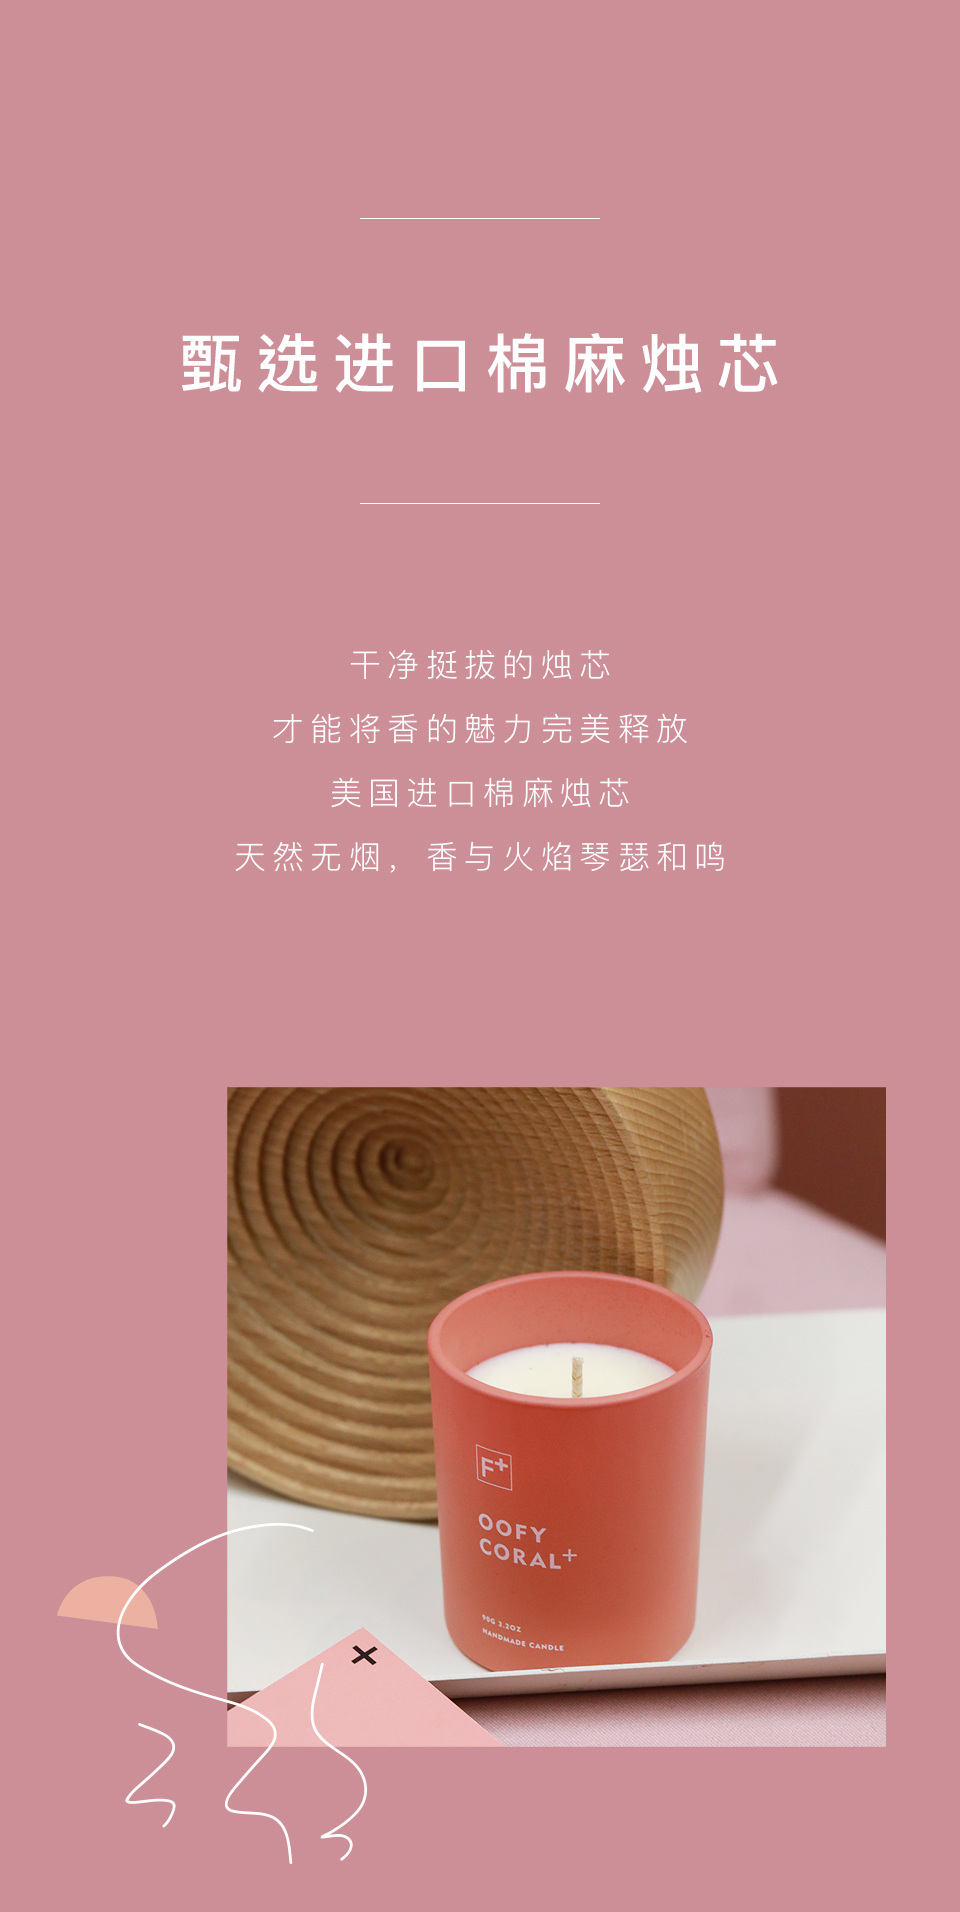 甄选进口棉麻烛芯
干净挺拔的烛芯
才能将香的魅力完美释放
美国进口棉麻烛芯
天然无烟，香与火焰琴瑟和鸣
F+
OOFY
CORAL+
90G 3.2OZ
HANDMADE CANDLE